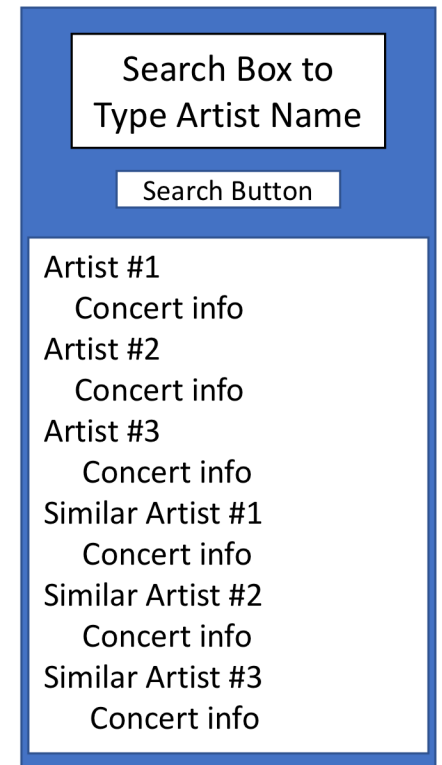 Search Box to
Type Artist Name
Search Button
Artist #1
Concert info
Artist #2
Concert info
Artist #3
Concert info
Similar Artist #1
Concert info
Similar Artist #2
Concert info
Similar Artist #3
Concert info